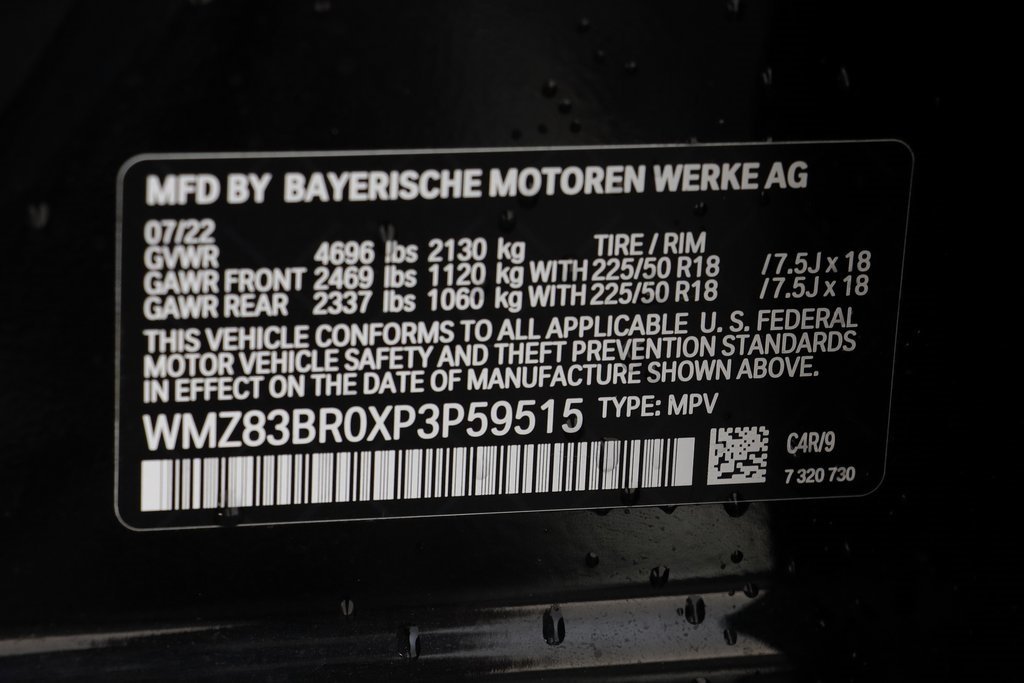 MFD BY BAYERISCHE MOTOREN WERKE AG
07/22
GVWR 4696 lbs 2130 kg TIRE / RIM
GAWR FRONT 2469 lbs 1120 kg WITH 225/50 R18 /7.5J x 18
GAWR REAR 2337 lbs 1060 kg WITH 225/50 R18 /7.5J x 18
THIS VEHICLE CONFORMS TO ALL APPLICABLE U. S. FEDERAL
MOTOR VEHICLE SAFETY AND THEFT PREVENTION STANDARDS
IN EFFECT ON THE DATE OF MANUFACTURE SHOWN ABOVE.
WMZ83BR0XP3P59515 TYPE: MPV
C4R/9
7 320 730